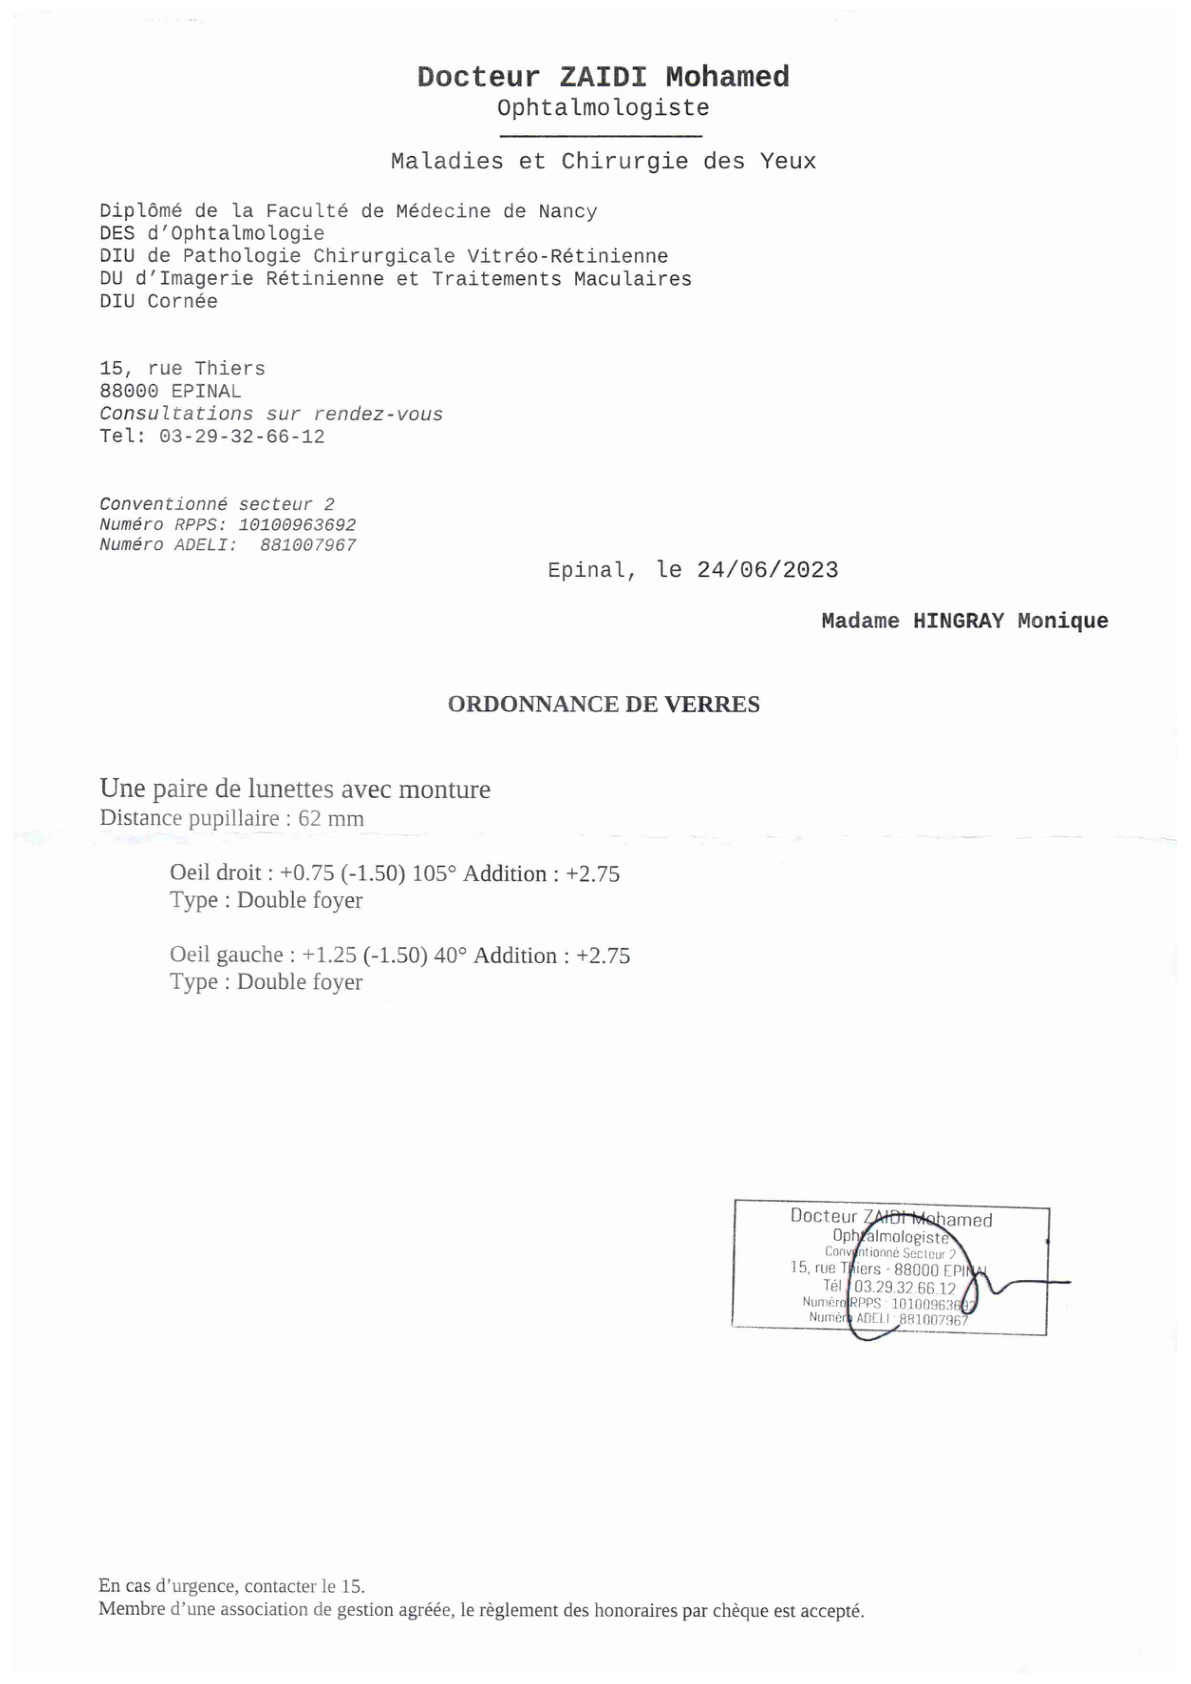 Docteur ZAIDI Mohamed
Ophtalmologiste
Maladies et Chirurgie des Yeux
Diplômé de la Faculté de Médecine de Nancy
DES d'Ophtalmologie
DIU de Pathologie Chirurgicale Vitréo-Rétinienne
DU d'Imagerie Rétinienne et Traitements Maculaires
DIU Cornée
15, rue Thiers
88000 EPINAL
Consultations sur rendez-vous
Tel: 03-29-32-66-12
Conventionné secteur 2
Numéro RPPS: 10100963692
Numéro ADELI: 881007967
Epinal, le 24/06/2023
Madame HINGRAY Monique
ORDONNANCE DE VERRES
Une paire de lunettes avec monture
Distance pupillaire : 62 mm
Oeil droit : +0.75 (-1.50) 105° Addition : +2.75
Type : Double foyer
Oeil gauche : +1.25 (-1.50) 40° Addition : +2.75
Type : Double foyer
Docteur ZAIDI Mohamed
Ophtalmologiste
Conventionné Secteur 2
15, rue Thiers - 88000 EPINAL
Tél : 03.29.32.66.12
Numéro RPPS : 10100963692
Numéro ADELI : 881007967
En cas d'urgence, contacter le 15.
Membre d'une association de gestion agréée, le règlement des honoraires par chèque est accepté.